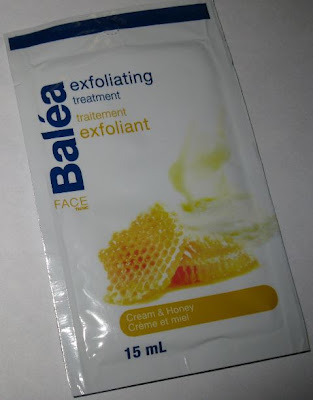 Baléa
FACE
exfoliating
treatment
traitement
exfoliant
Cream & Honey
Crème et miel
15 mL